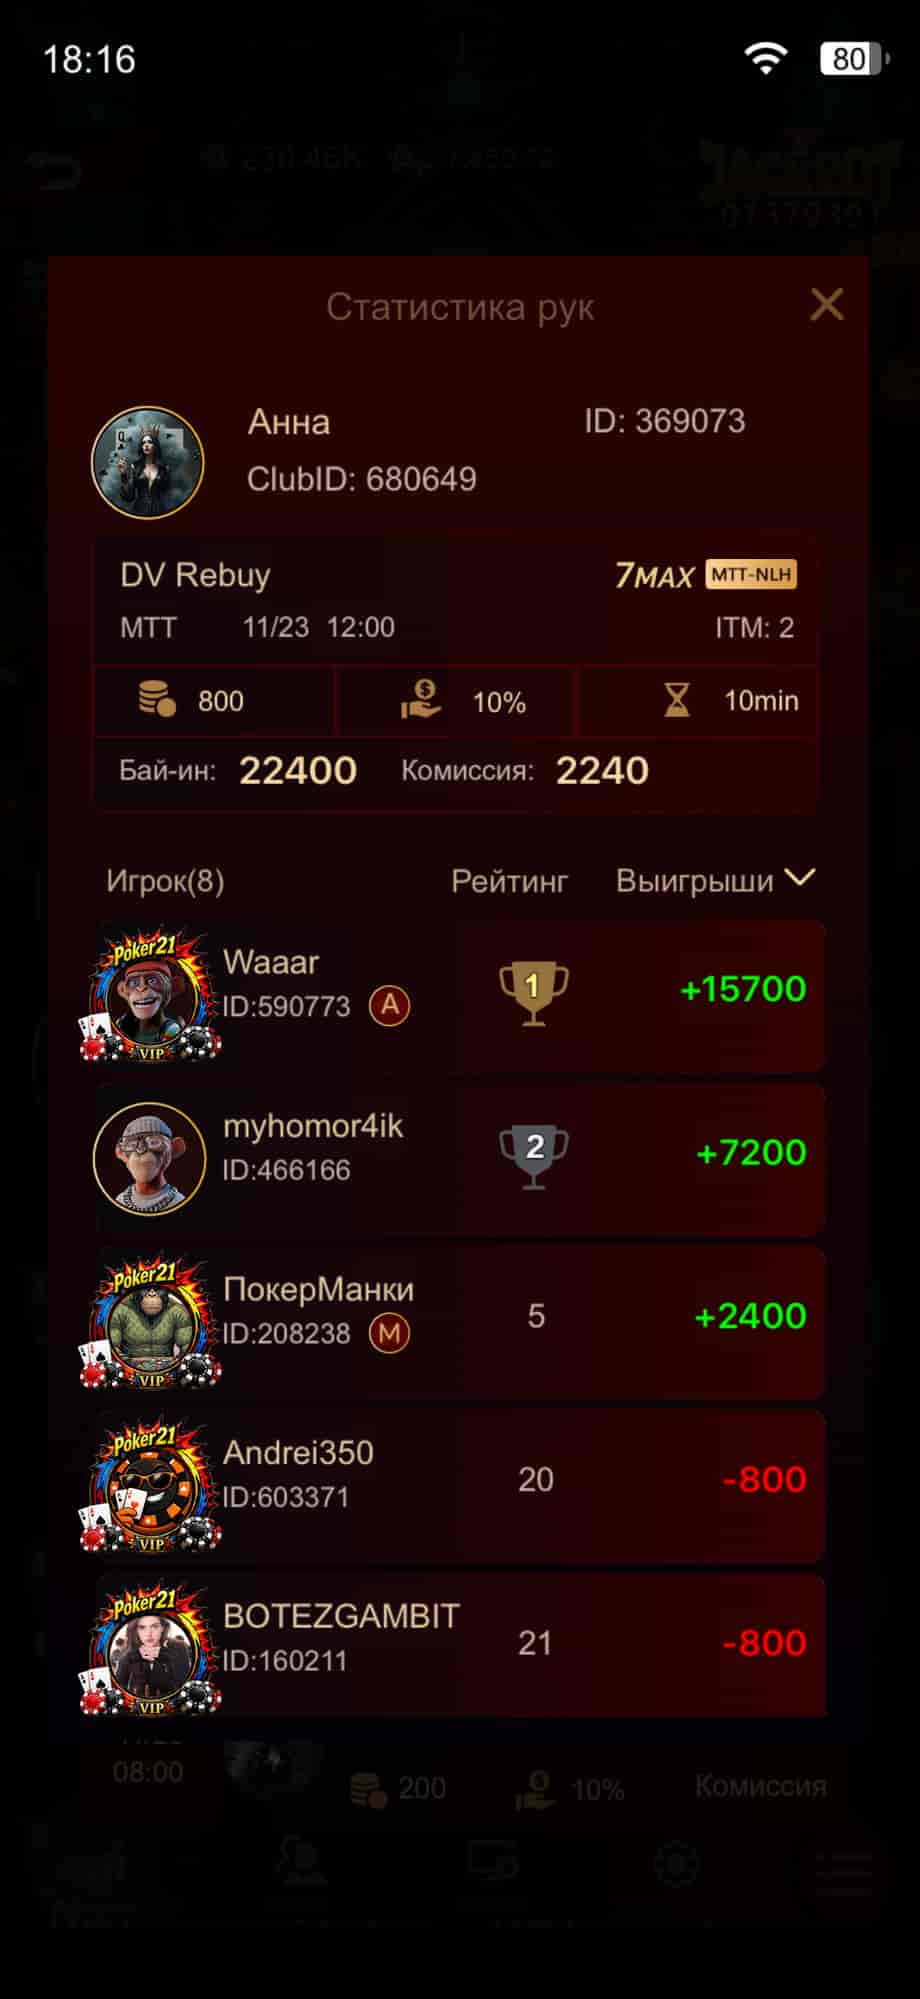 18:16
80
Статистика рук
Анна
ID: 369073
ClubID: 680649
DV Rebuy
7MAX MTT-NLH
MTT 11/23 12:00
ITM: 2
800
10%
10min
Бай-ин: 22400 Комиссия: 2240
Игрок(8) Рейтинг Выигрыши
Poker21
VIP
Waaar
ID:590773 A
1
+15700
myhomor4ik
ID:466166
2
+7200
Poker21
VIP
ПокерМанки
ID:208238 M
5
+2400
Poker21
VIP
Andrei350
ID:603371
20
-800
Poker21
VIP
BOTEZGAMBIT
ID:160211
21
-800
08:00
200
10%
Комиссия